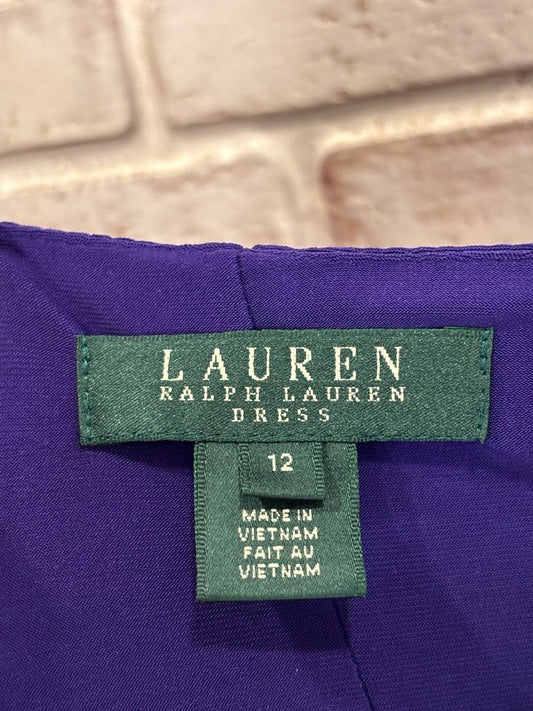 LAUREN
RALPH LAUREN
DRESS
12
MADE IN
VIETNAM
FAIT AU
VIETNAM